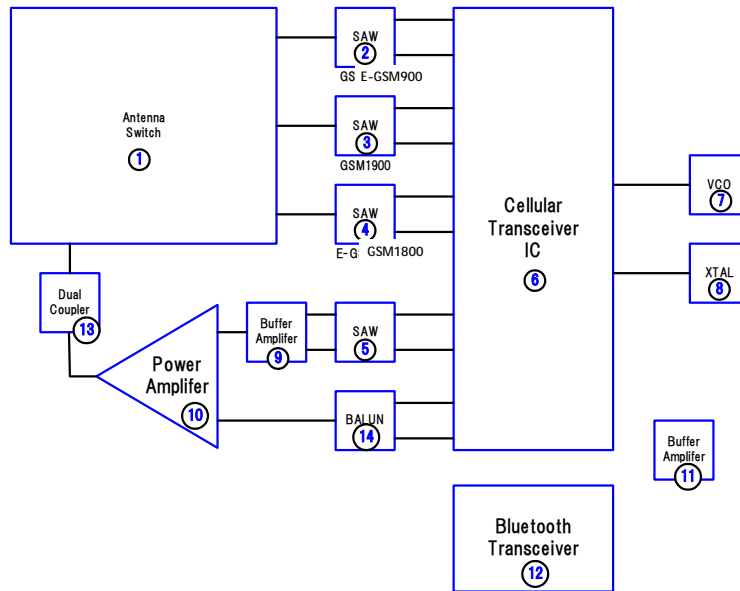 SAW
2
GS E-GSM900
Antenna
Switch
1
SAW
3
GSM1900
SAW
4
E-G GSM1800
Cellular
Transceiver
IC
6
VCO
7
XTAL
8
Dual
Coupler
13
Buffer
Amplifer
9
SAW
5
Power
Amplifer
10
BALUN
14
Buffer
Amplifer
11
Bluetooth
Transceiver
12